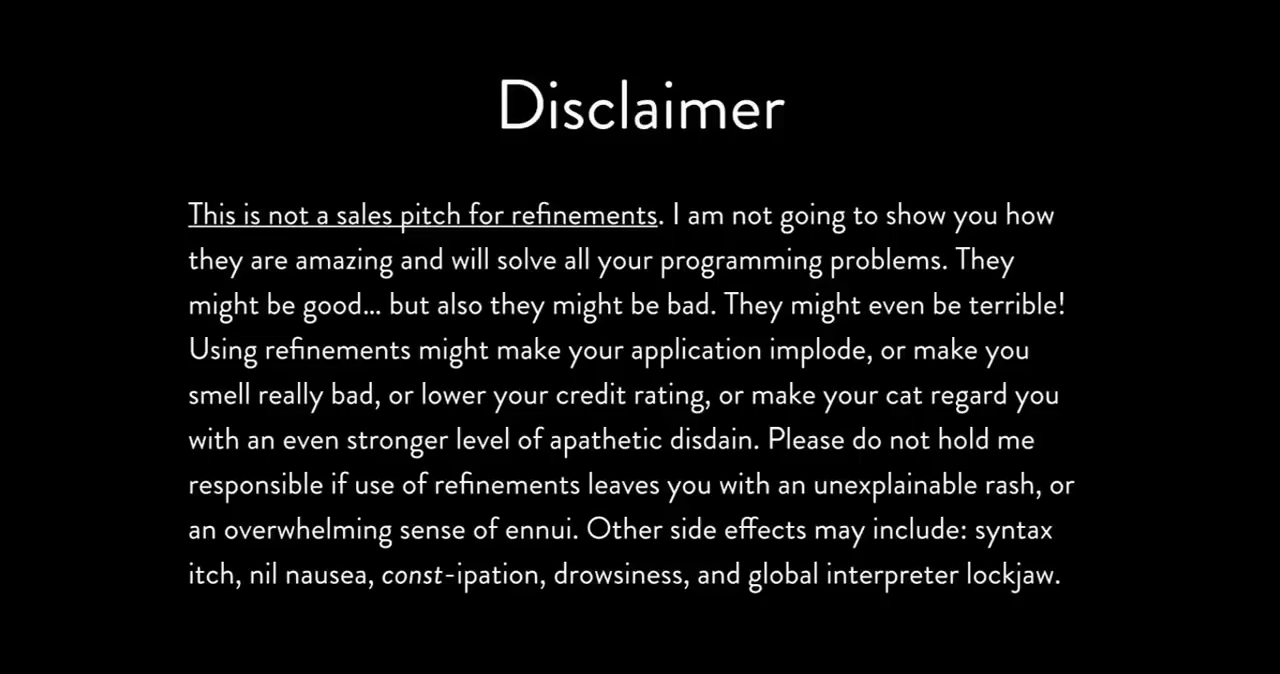 Disclaimer
This is not a sales pitch for refinements. I am not going to show you how
they are amazing and will solve all your programming problems. They
might be good... but also they might be bad. They might even be terrible!
Using refinements might make your application implode, or make you
smell really bad, or lower your credit rating, or make your cat regard you
with an even stronger level of apathetic disdain. Please do not hold me
responsible if use of refinements leaves you with an unexplainable rash, or
an overwhelming sense of ennui. Other side effects may include: syntax
itch, nil nausea, const-ipation, drowsiness, and global interpreter lockjaw.